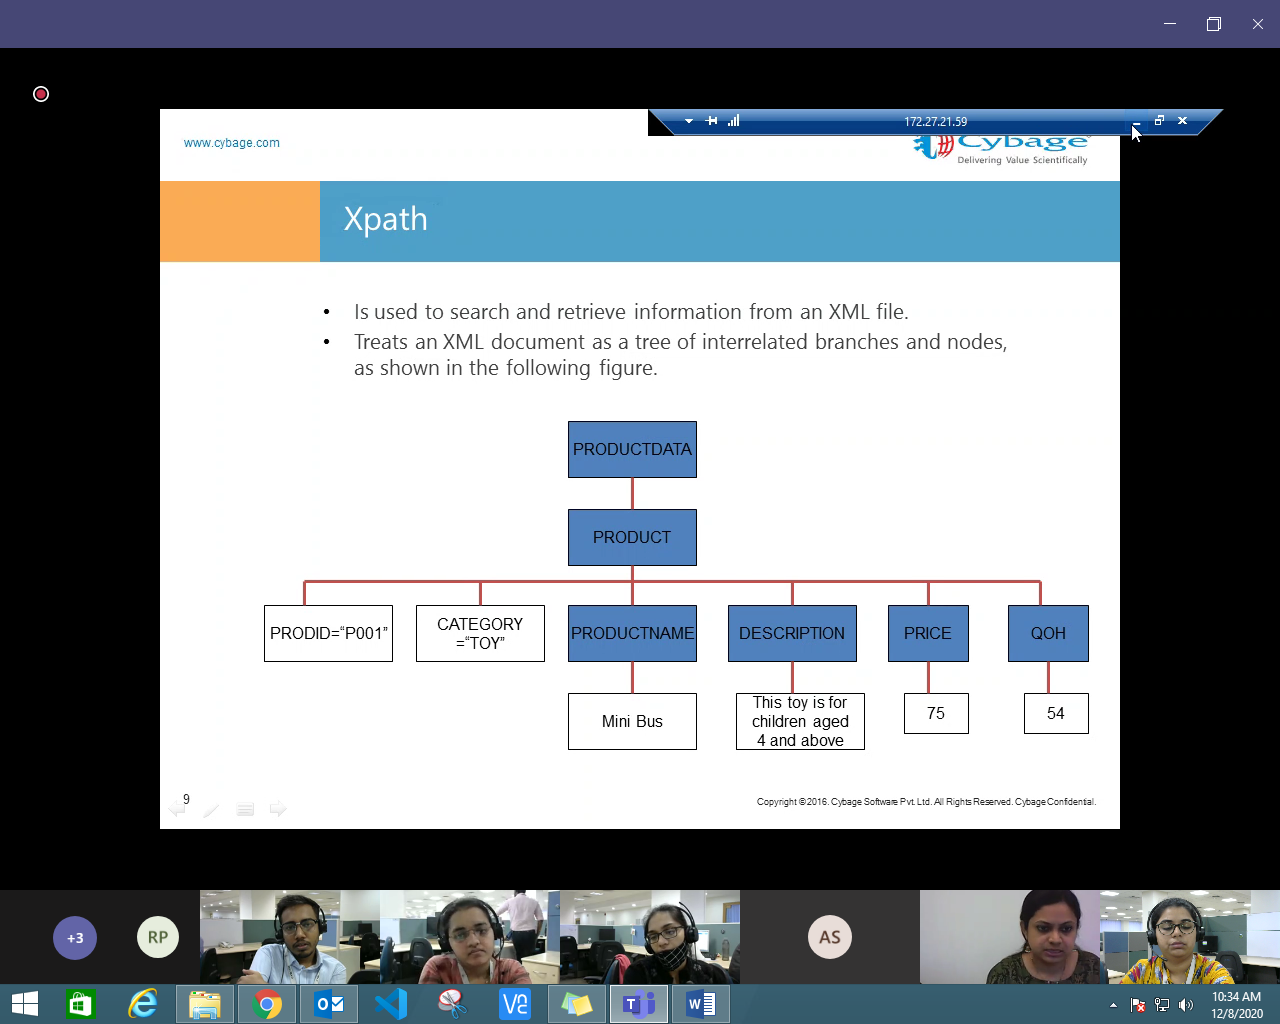 172.27.21.59
www.cybage.com
Cybage
Delivering Value Scientifically
Xpath
• Is used to search and retrieve information from an XML file.
• Treats an XML document as a tree of interrelated branches and nodes,
as shown in the following figure.
PRODUCTDATA
PRODUCT
PRODID=“P001”
CATEGORY
=“TOY”
PRODUCTNAME
DESCRIPTION
PRICE
QOH
Mini Bus
This toy is for
children aged
4 and above
75
54
9
Copyright © 2016. Cybage Software Pvt. Ltd. All Rights Reserved. Cybage Confidential.
+3
RP
AS
10:34 AM
12/8/2020